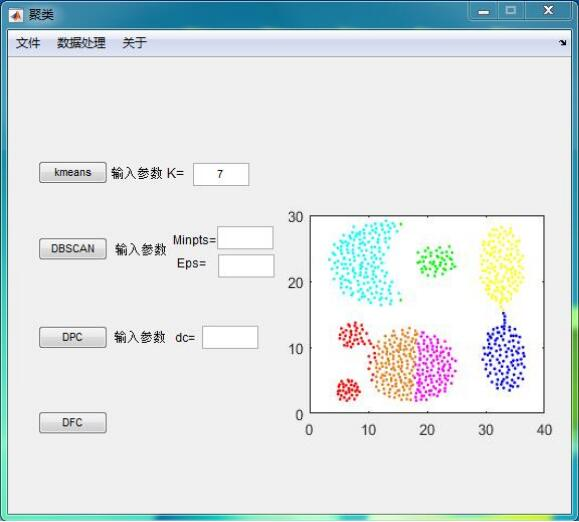 聚类
文件 数据处理 关于
kmeans 输入参数 K= 7
DBSCAN 输入参数 Minpts=
Eps=
DPC 输入参数 dc=
DFC
30
20
10
0
0 10 20 30 40